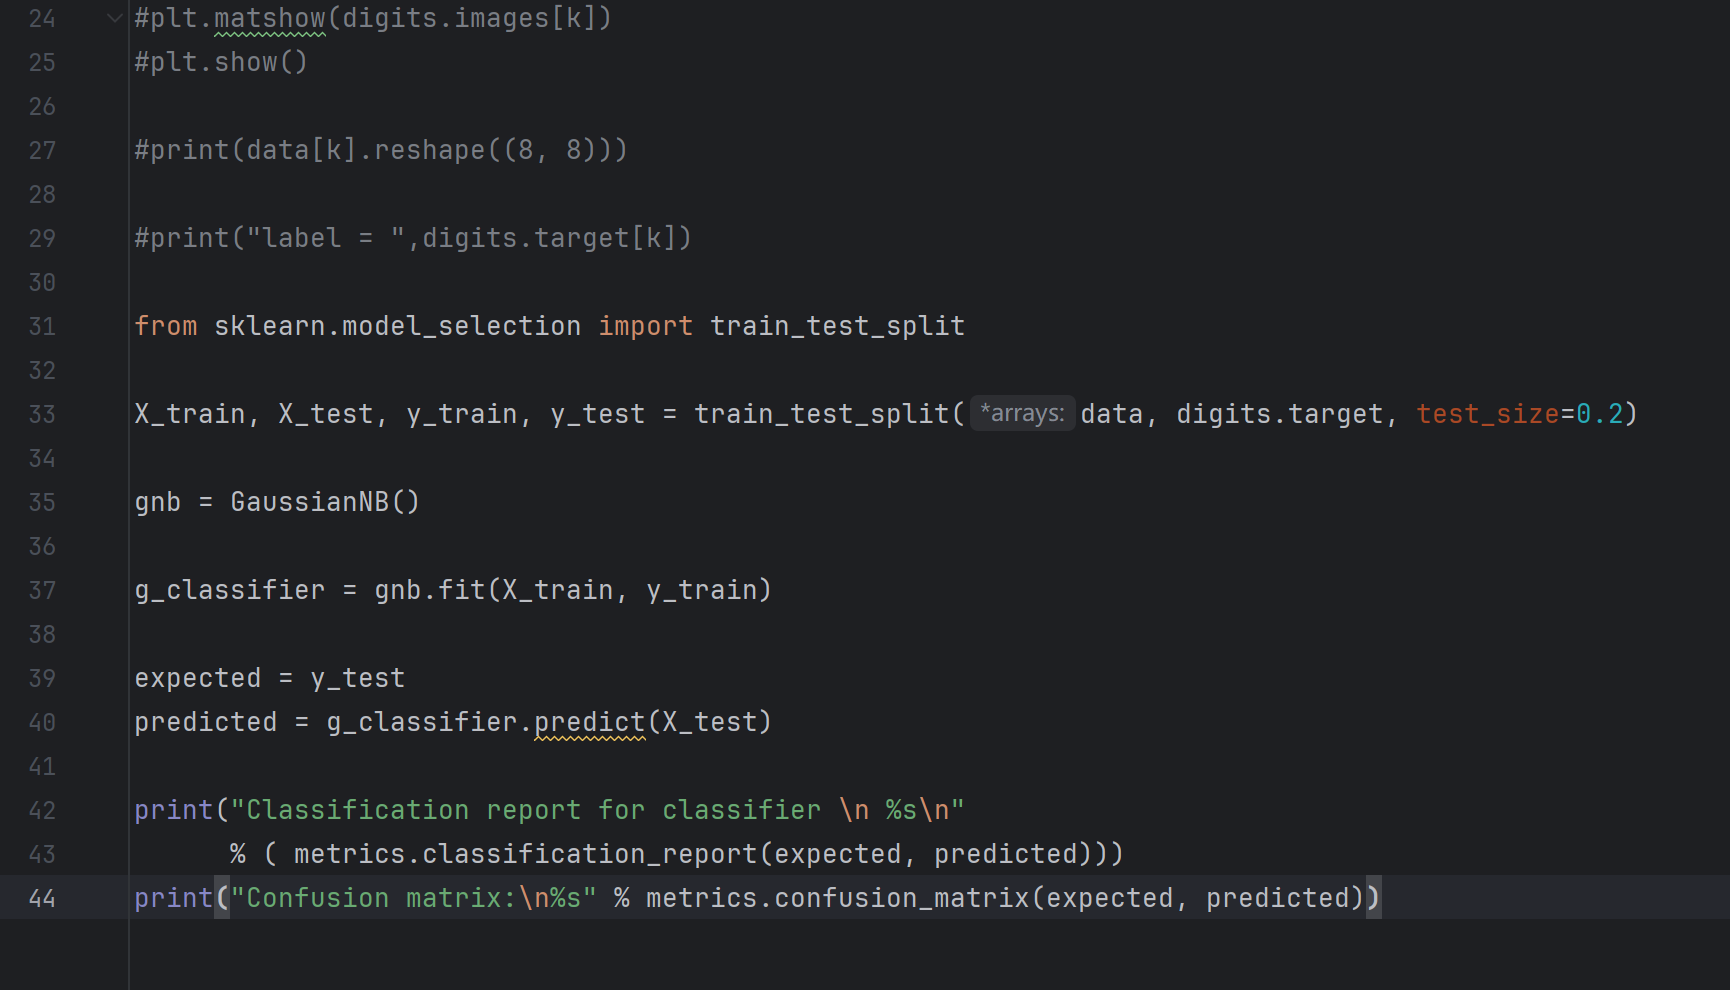 24 #plt.matshow(digits.images[k])
25 #plt.show()
26
27 #print(data[k].reshape((8, 8)))
28
29 #print("label = ",digits.target[k])
30
31 from sklearn.model_selection import train_test_split
32
33 X_train, X_test, y_train, y_test = train_test_split( *arrays: data, digits.target, test_size=0.2)
34
35 gnb = GaussianNB()
36
37 g_classifier = gnb.fit(X_train, y_train)
38
39 expected = y_test
40 predicted = g_classifier.predict(X_test)
41
42 print("Classification report for classifier \n %s\n"
43       % ( metrics.classification_report(expected, predicted)))
44 print("Confusion matrix:\n%s" % metrics.confusion_matrix(expected, predicted))